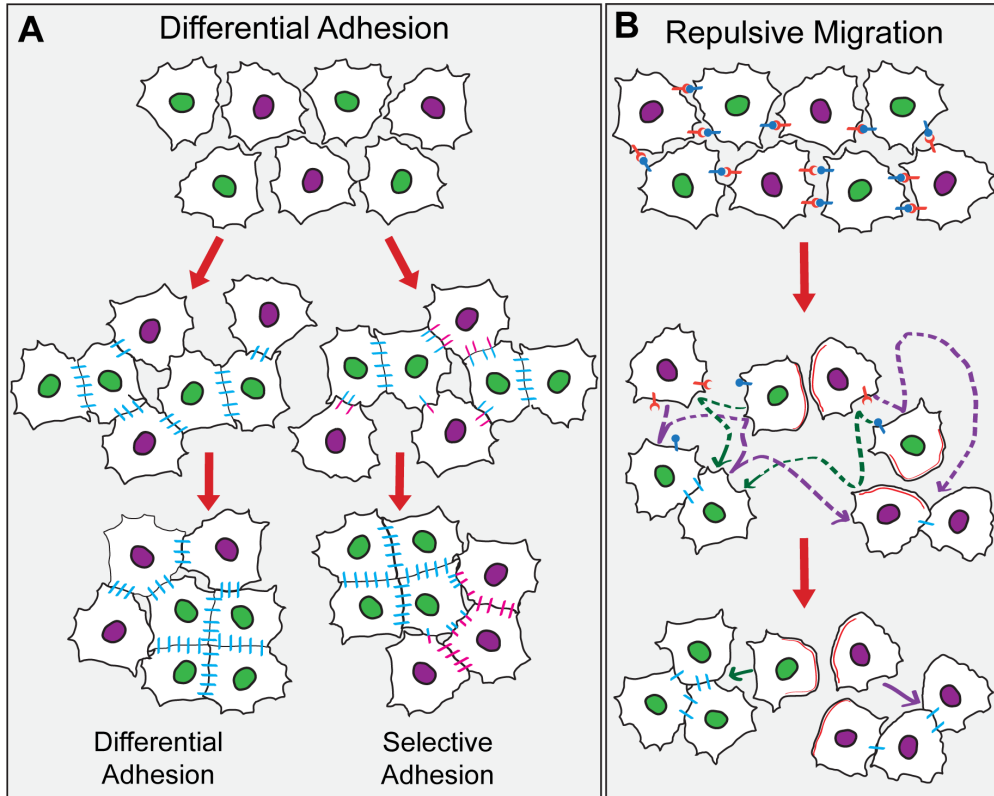 A
Differential Adhesion
Differential
Adhesion
Selective
Adhesion
B
Repulsive Migration